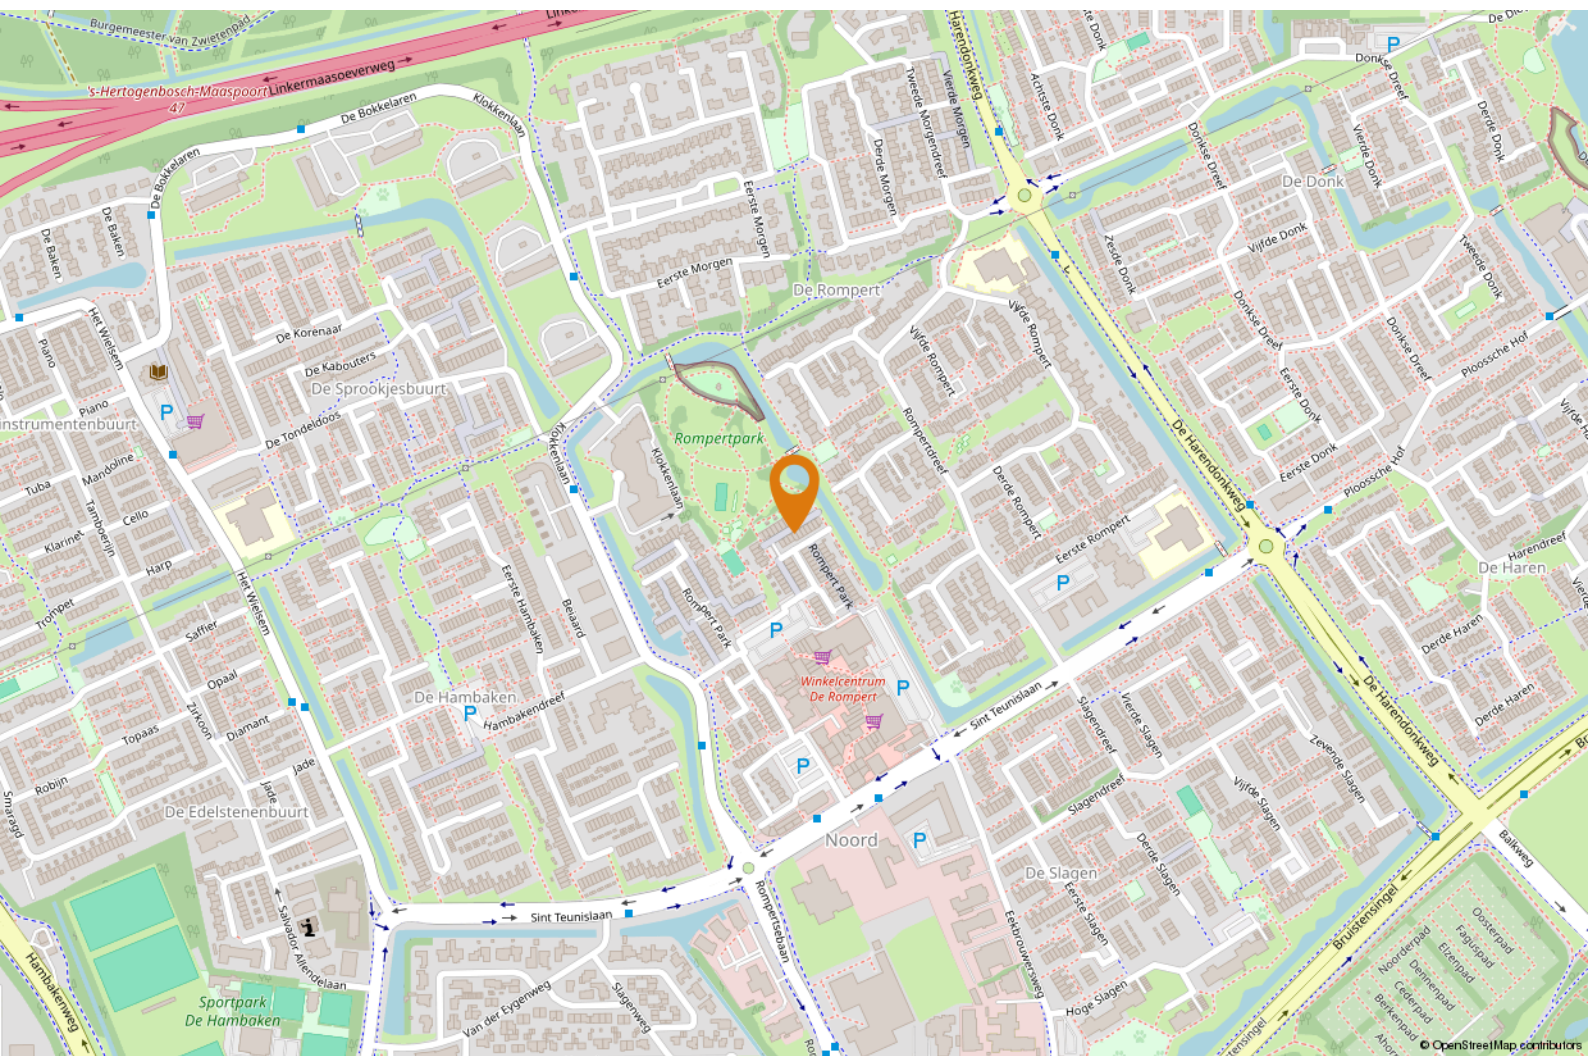 Burgemeester van Zwietenpad
's-Hertogenbosch-Maaspoort
47
Linkermaasoeverweg
De Bokkelaren
Klokkenlaan
De Bokkelaren
De Baken
De Baken
Harendonkweg
Tweede Morgendreef
Vierde Morgen
Derde Morgen
Eerste Morgen
Eerste Morgen
De Rompert
Achtste Donk
P
Donkse Dreef
Donkse Dreef
Vierde Donk
Derde Donk
De Donk
Vijfde Donk
Zesde Donk
Tweede Donk
Donkse Dreef
Donkse Dreef
Eerste Donk
Eerste Donk
Ploossche Hof
Ploossche Hof
Het Wielsem
Piano
Piano
P
De Korenaar
De Kabouters
De Sprookjesbuurt
De Tondeldoos
instrumentenbuurt
Mandoline
Tuba
Tamboerijn
Cello
Klarinet
Harp
Trompet
Het Wielsem
Saffier
Klokkenlaan
Klokkenlaan
Rompertpark
Vijfde Rompert
Vijfde Rompert
Rompertdreef
Derde Rompert
Eerste Rompert
P
De Harendonkweg
Harendreef
De Haren
Derde Haren
Derde Haren
De Harendonkweg
Rompert Park
Rompert Park
P
Winkelcentrum
De Rompert
P
P
Eerste Hambaken
Beiaard
De Hambaken
P
Hambakendreef
Opaal
Zirkoon
Diamant
Topaas
Robijn
Jade
Jade
Smaragd
De Edelstenenbuurt
Sint Teunislaan
Slagendreef
Vierde Slagen
Zevende Slagen
Vijfde Slagen
Slagendreef
Derde Slagen
De Slagen
Eerste Slagen
Noord
P
Sint Teunislaan
Rompertsebaan
Eekbrouwersweg
Hoge Slagen
Bruistensingel
Balkweg
Salvador Allendelaan
Hambakenweg
Sportpark
De Hambaken
Van der Eygenweg
Slagenweg
Noorderpad
Oosterpad
Faguspad
Elzenpad
Dennenpad
Cederpad
Berkenpad
© OpenStreetMap contributors